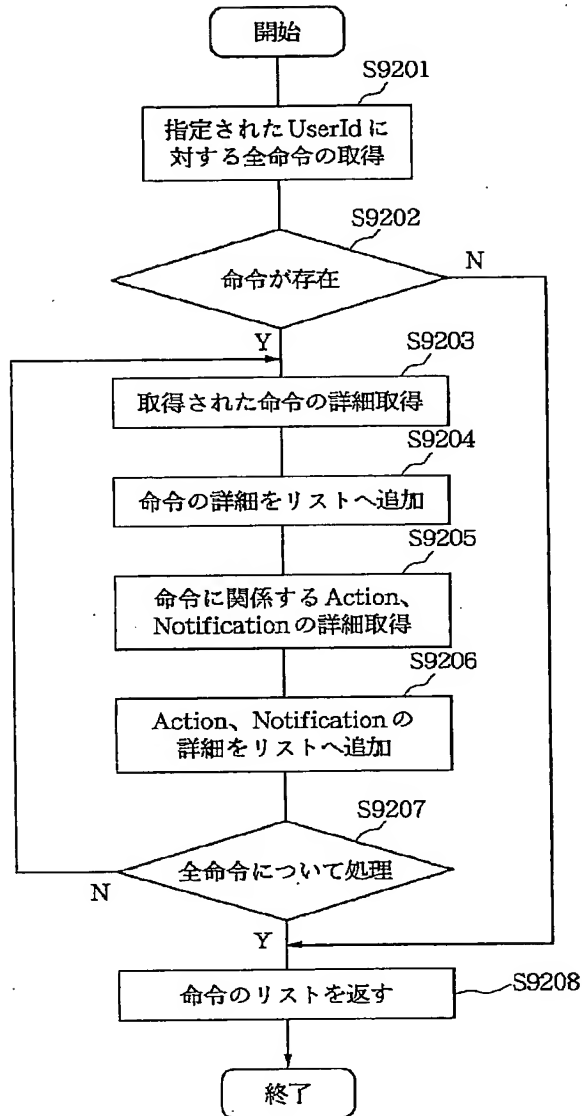 開始
S9201
指定されたUserIdに
対する全命令の取得
S9202
命令が存在
N
Y
S9203
取得された命令の詳細取得
S9204
命令の詳細をリストへ追加
S9205
命令に関係するAction、
Notificationの詳細取得
S9206
Action、Notificationの
詳細をリストへ追加
S9207
全命令について処理
N
Y
命令のリストを返す
S9208
終了